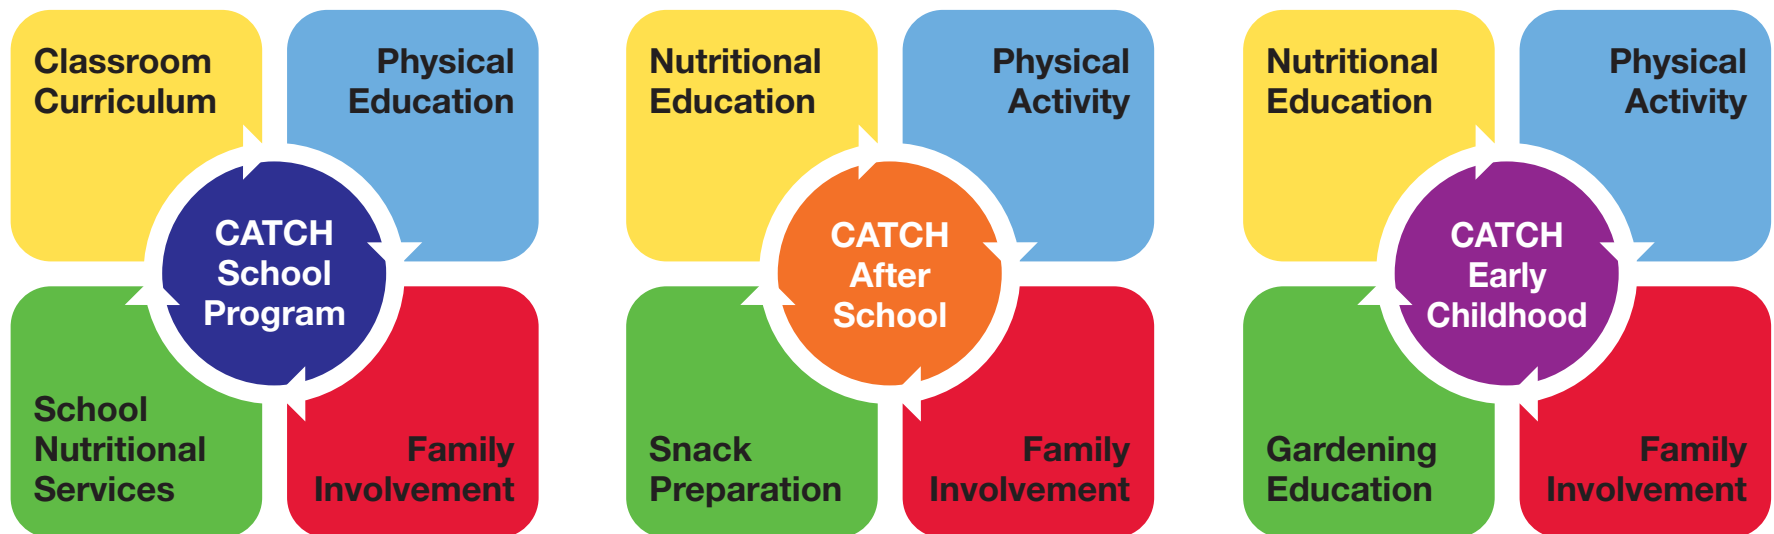 Classroom
Curriculum
Physical
Education
CATCH
School
Program
School
Nutritional
Services
Family
Involvement
Nutritional
Education
Physical
Activity
CATCH
After
School
Snack
Preparation
Family
Involvement
Nutritional
Education
Physical
Activity
CATCH
Early
Childhood
Gardening
Education
Family
Involvement